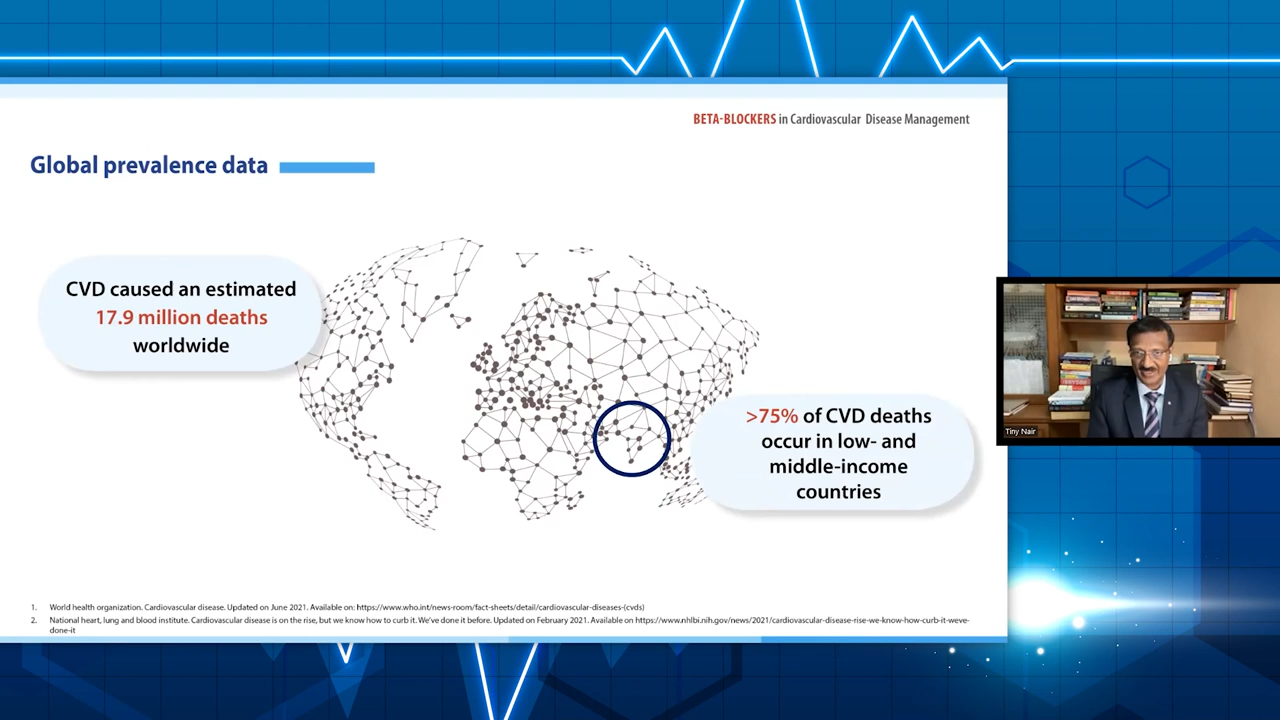 BETA-BLOCKERS in Cardiovascular Disease Management
Global prevalence data
CVD caused an estimated
17.9 million deaths
worldwide
>75% of CVD deaths
occur in low- and
middle-income
countries
Tiny Nair
1. World health organization. Cardiovascular disease. Updated on June 2021. Available on: https://www.who.int/news-room/fact-sheets/detail/cardiovascular-diseases-(cvds)
2. National heart, lung and blood institute. Cardiovascular disease is on the rise, but we know how to curb it. We've done it before. Updated on February 2021. Available on https://www.nhlbi.nih.gov/news/2021/cardiovascular-disease-rise-we-know-how-curb-it-weve-
done-it